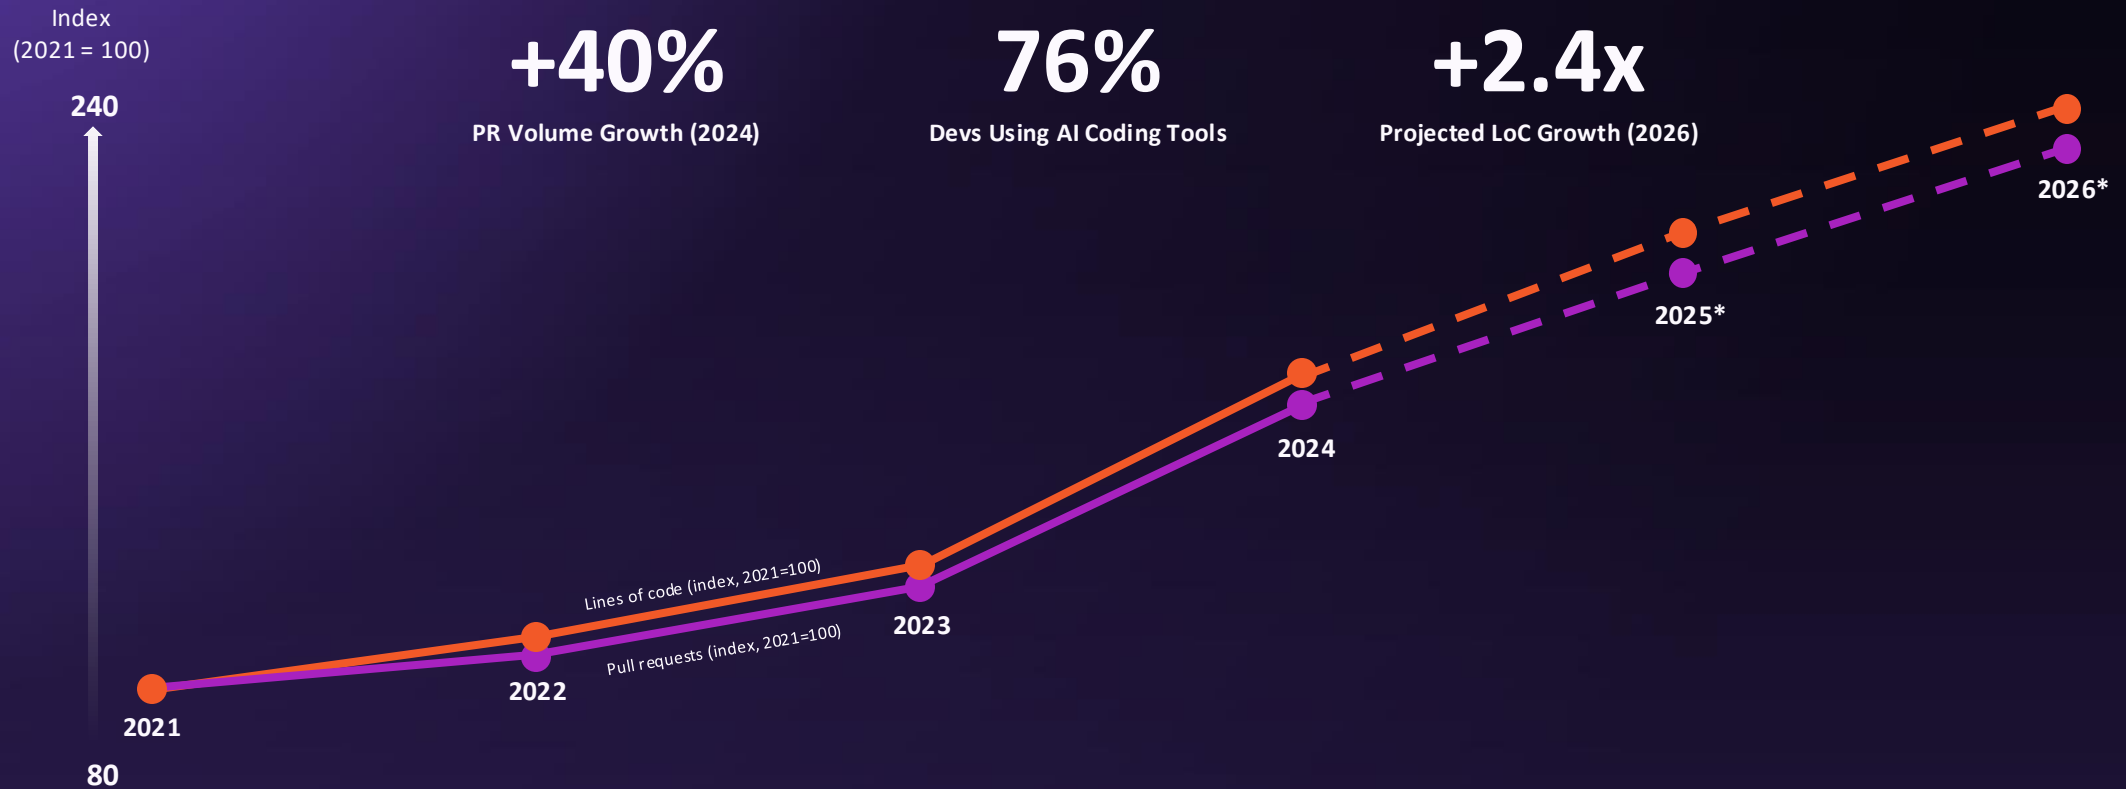 Index
(2021 = 100)
240
+40%
PR Volume Growth (2024)
76%
Devs Using AI Coding Tools
+2.4x
Projected LoC Growth (2026)
2026*
2025*
2024
Lines of code (index, 2021=100)
2023
Pull requests (index, 2021=100)
2022
2021
80